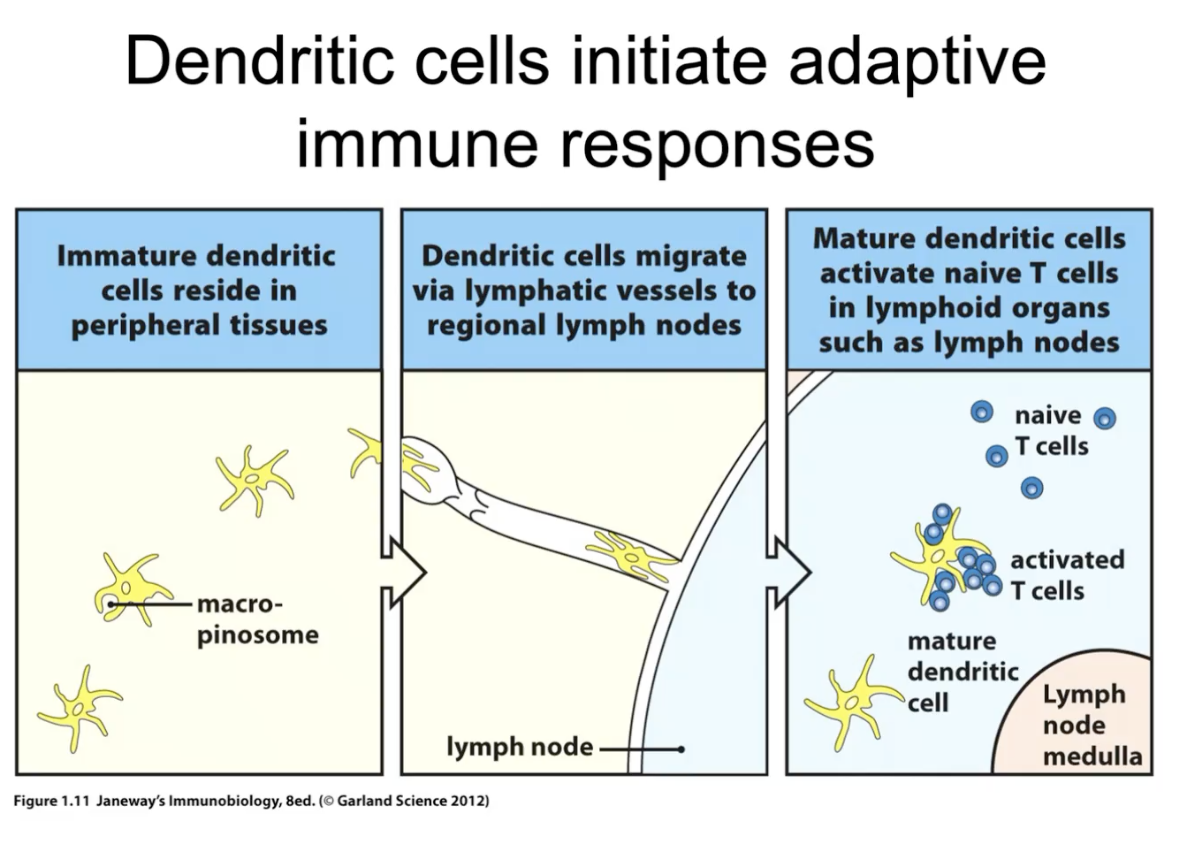 Dendritic cells initiate adaptive
immune responses
Immature dendritic
cells reside in
peripheral tissues
Dendritic cells migrate
via lymphatic vessels to
regional lymph nodes
Mature dendritic cells
activate naive T cells
in lymphoid organs
such as lymph nodes
macro-
pinosome
lymph node
naive
T cells
activated
T cells
mature
dendritic
cell
Lymph
node
medulla
Figure 1.11 Janeway’s Immunobiology, 8ed. (© Garland Science 2012)